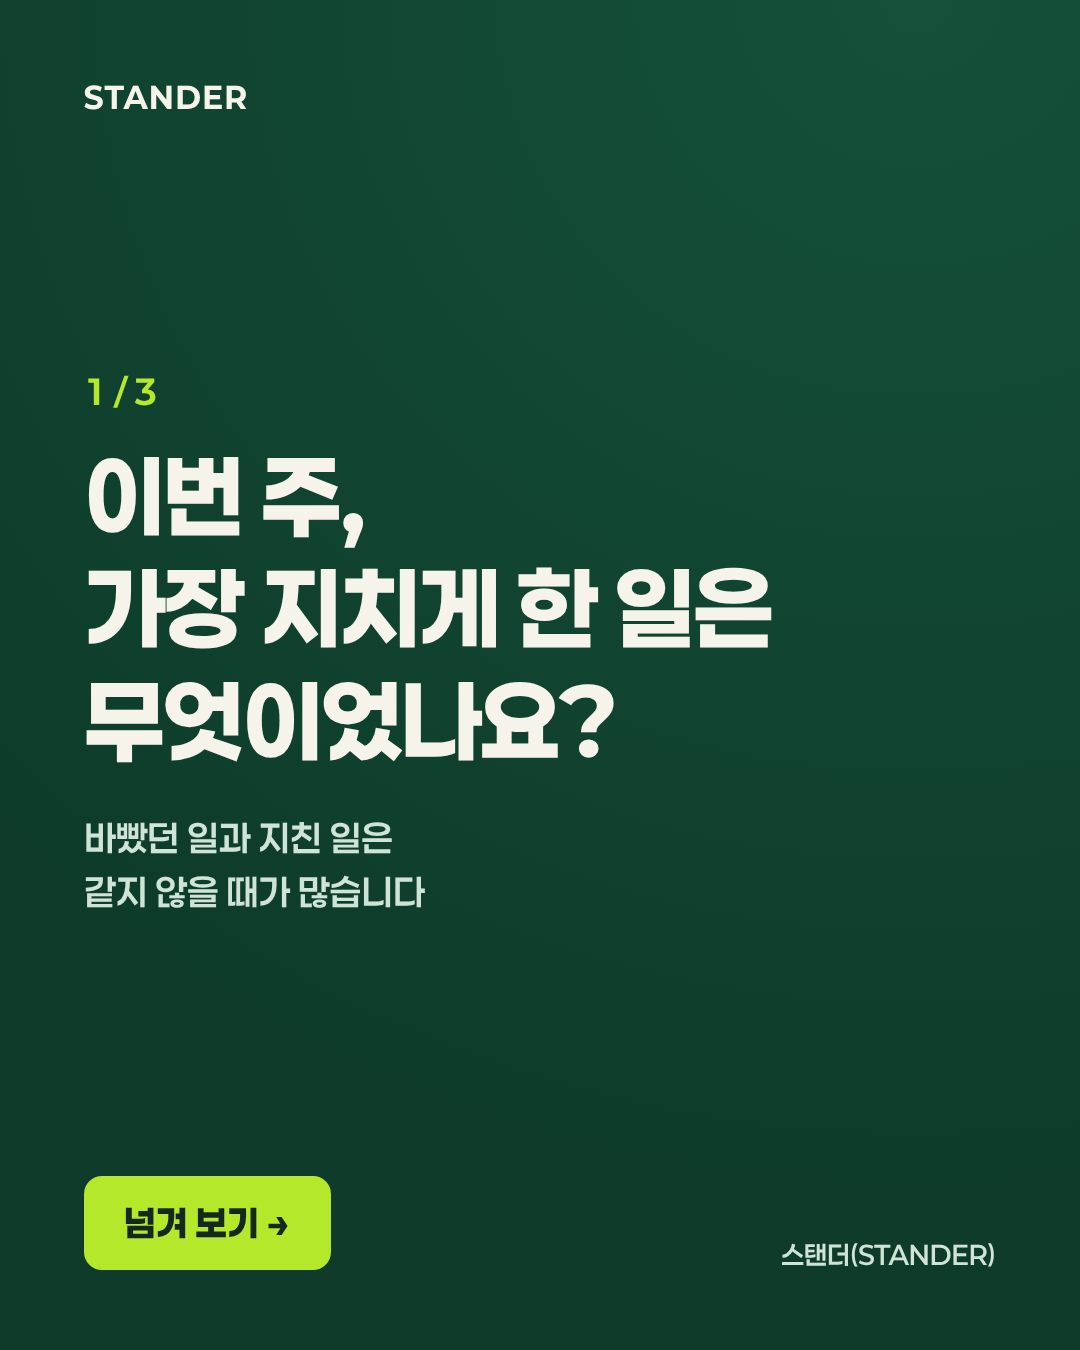 STANDER
1 / 3
이번 주,
가장 지치게 한 일은
무엇이었나요?
바빴던 일과 지친 일은
같지 않을 때가 많습니다
넘겨 보기 →
스탠더(STANDER)